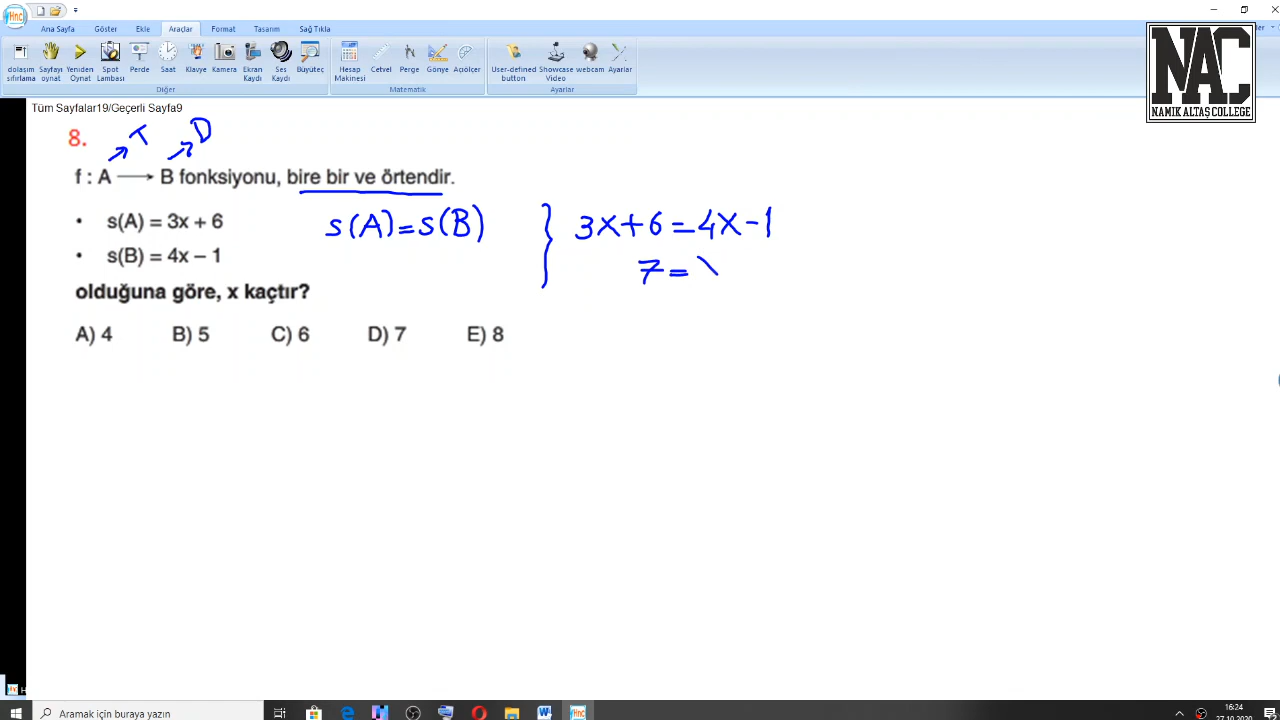 Ana Sayfa Göster Ekle Araçlar Format Tasarım Sağ Tıkla
dolaşım sıfırlama Sayfayı oynat Yeniden Oynat Spot Lambası Perde Saat Klavye Kamera Ekran Kaydı Ses Kaydı Büyüteç Hesap Makinesi Cetvel Perge Gönye Açıölçer User-defined button Showcase Video webcam Ayarlar
Diğer Matematik Ayarlar
NAC
NAMIK ALTAŞ COLLEGE
Tüm Sayfalar19/Geçerli Sayfa9
T D
8.
f : A → B fonksiyonu, bire bir ve örtendir.
• s(A) = 3x + 6 s(A)=s(B) } 3x+6=4x-1
• s(B) = 4x – 1 7=
olduğuna göre, x kaçtır?
A) 4 B) 5 C) 6 D) 7 E) 8
Aramak için buraya yazın
16:24
27.10.2020